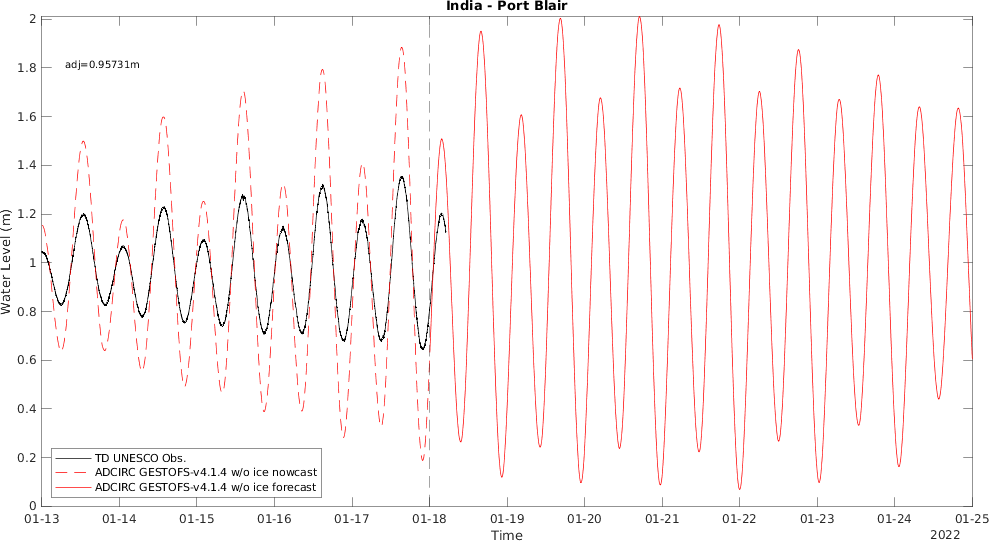 India - Port Blair
adj=0.95731m
Water Level (m)
2
1.8
1.6
1.4
1.2
1
0.8
0.6
0.4
0.2
0
TD UNESCO Obs.
ADCIRC GESTOFS-v4.1.4 w/o ice nowcast
ADCIRC GESTOFS-v4.1.4 w/o ice forecast
01-13 01-14 01-15 01-16 01-17 01-18 01-19 01-20 01-21 01-22 01-23 01-24 01-25
Time
2022